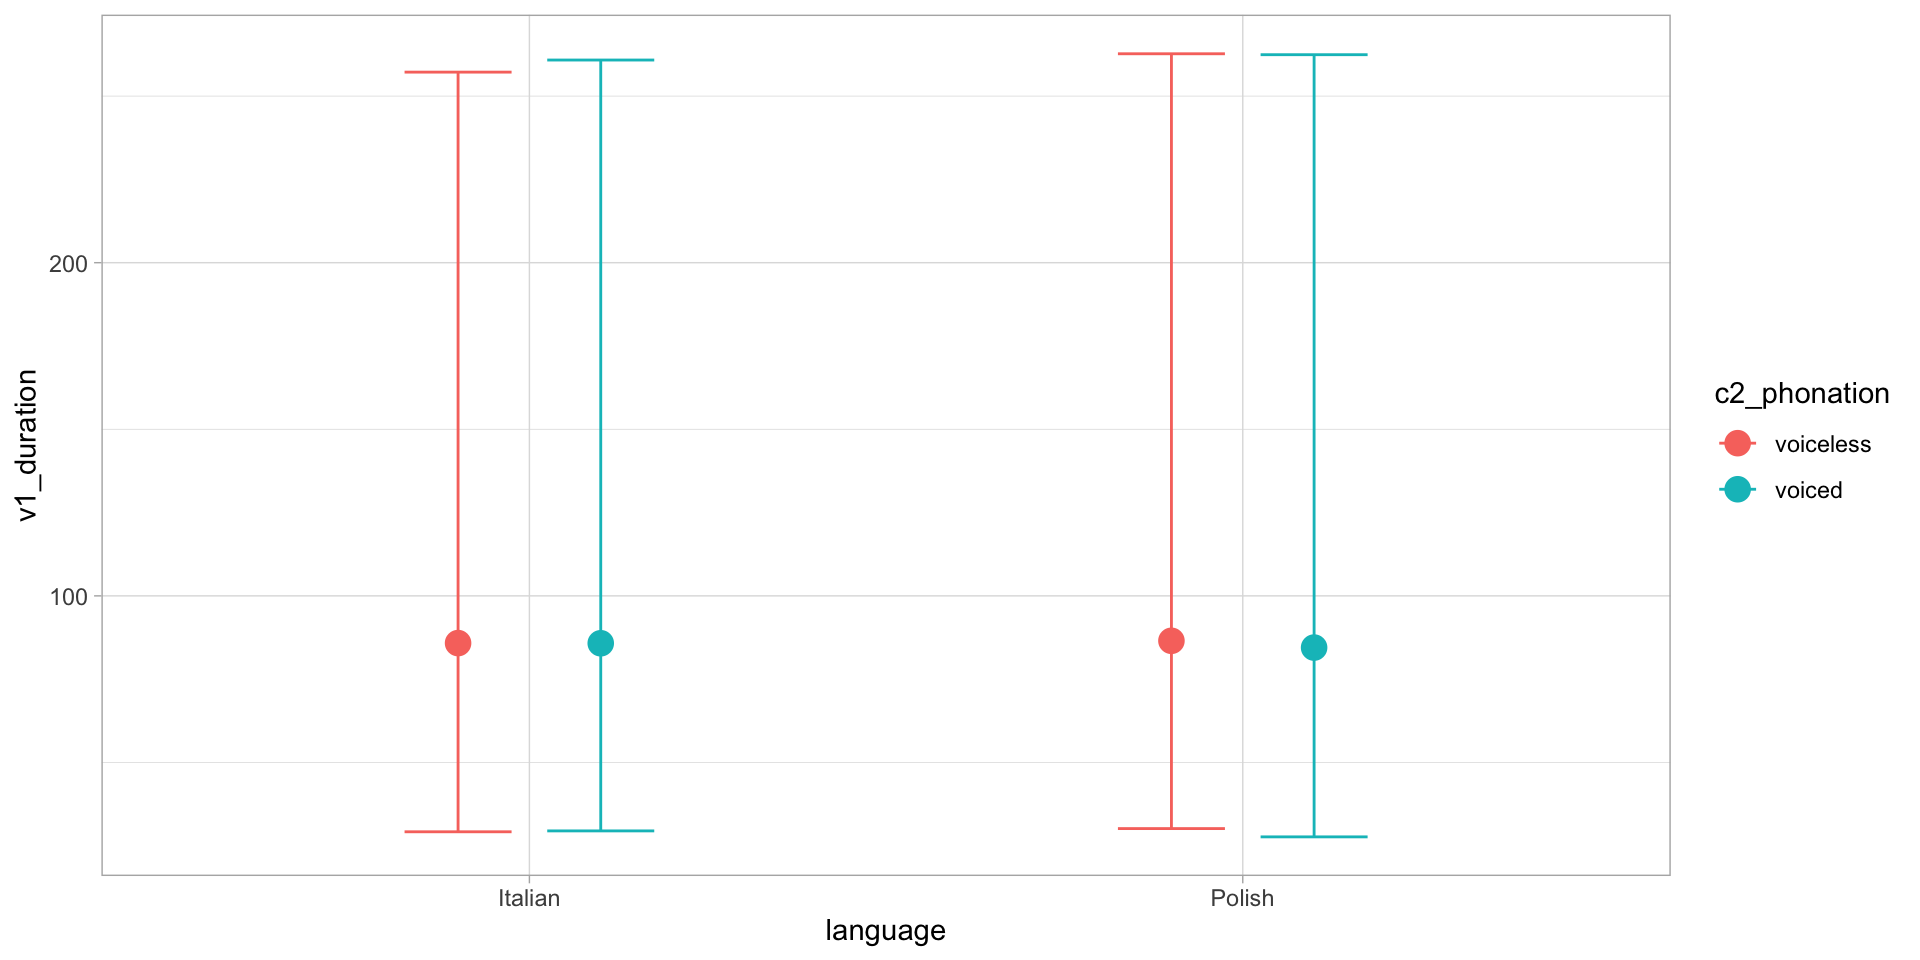 v1_duration
200
100
Italian
Polish
language
c2_phonation
voiceless
voiced